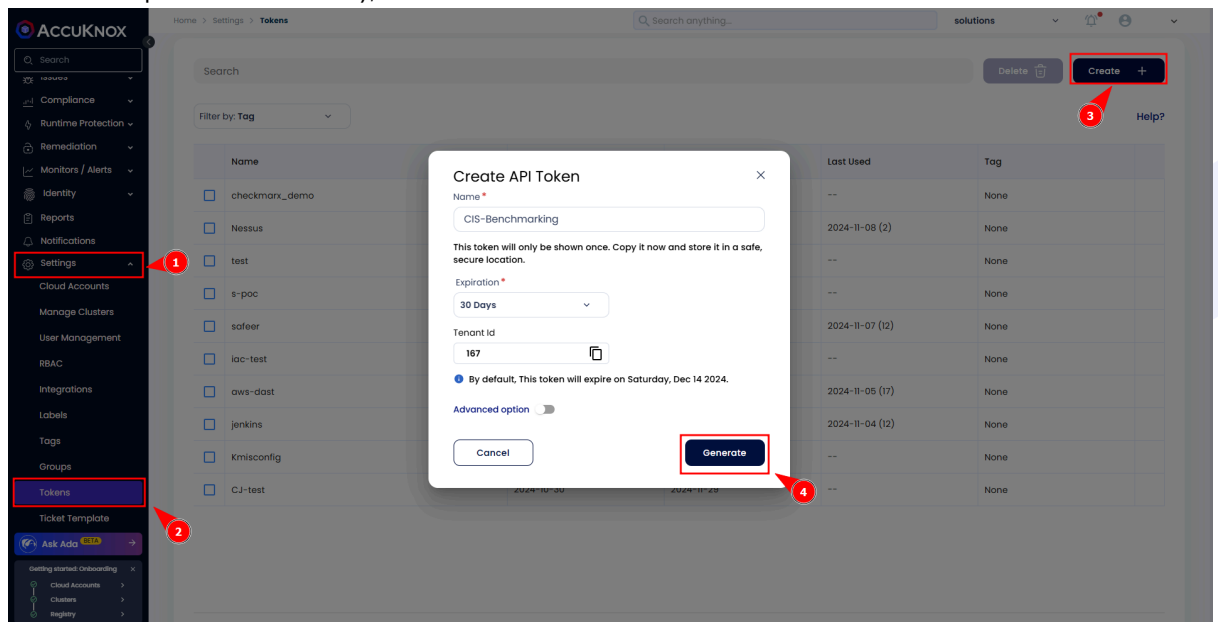 Home > Settings > Tokens
Search anything...
solutions
ACCUKNOX
Search
Issues
Compliance
Runtime Protection
Remediation
Monitors / Alerts
Identity
Reports
Notifications
Settings
Cloud Accounts
Manage Clusters
User Management
RBAC
Integrations
Labels
Tags
Groups
Tokens
Ticket Template
Ask Ada BETA
Getting started: Onboarding
Cloud Accounts
Clusters
Registry
1
2
Search
Delete
Create +
3
Filter by: Tag
Help?
Name Last Used Tag
checkmarx_demo -- None
Nessus 2024-11-08 (2) None
test -- None
s-poc -- None
safeer 2024-11-07 (12) None
iac-test -- None
aws-dast 2024-11-05 (17) None
jenkins 2024-11-04 (12) None
Kmisconfig -- None
CJ-test 2024-10-30 2024-11-29 -- None
Create API Token
Name *
CIS-Benchmarking
This token will only be shown once. Copy it now and store it in a safe,
secure location.
Expiration *
30 Days
Tenant Id
167
By default, This token will expire on Saturday, Dec 14 2024.
Advanced option
Cancel
Generate
4